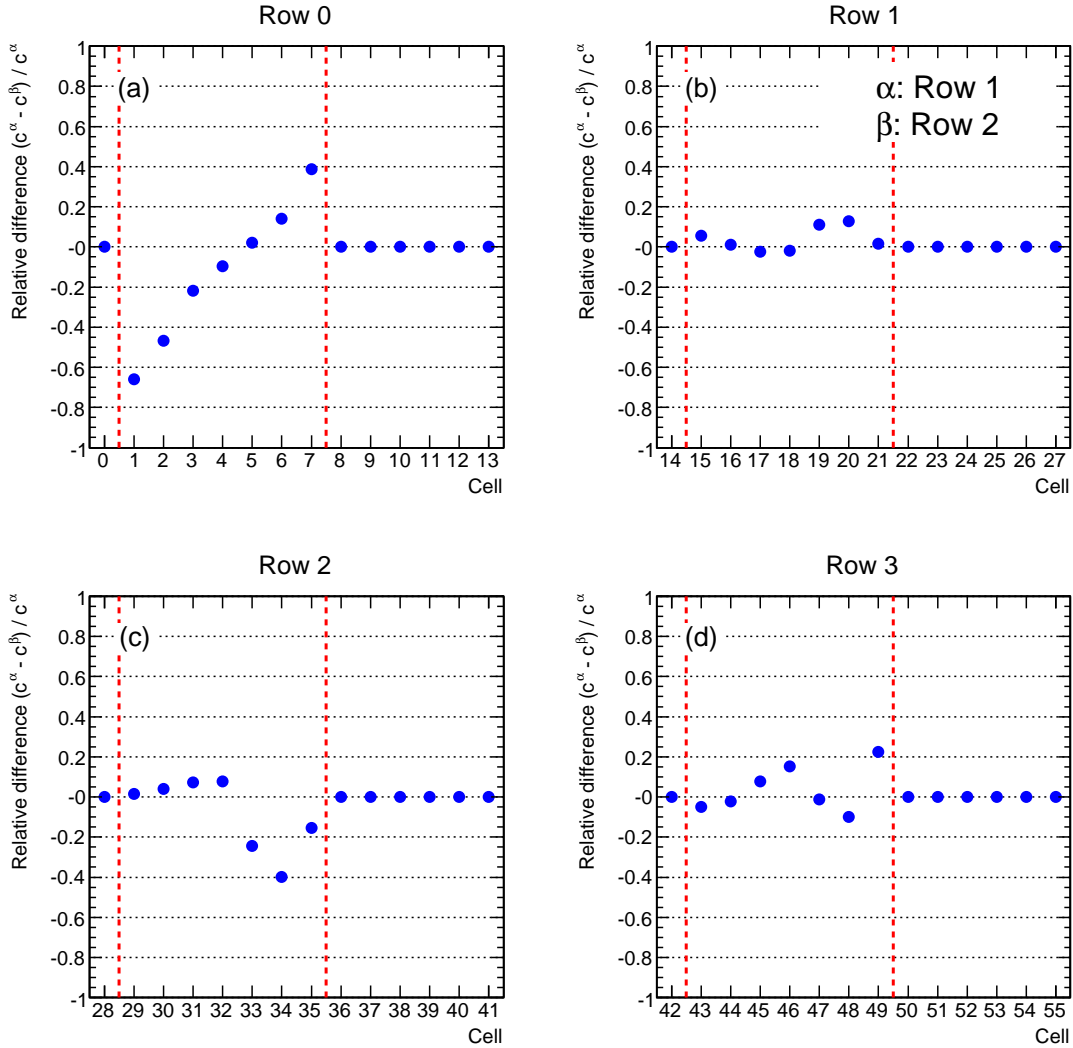 Row 0
Relative difference (c^α - c^β) / c^α
1
0.8
0.6
0.4
0.2
-0
-0.2
-0.4
-0.6
-0.8
-1
(a)
0 1 2 3 4 5 6 7 8 9 10 11 12 13
Cell
Row 1
Relative difference (c^α - c^β) / c^α
1
0.8
0.6
0.4
0.2
-0
-0.2
-0.4
-0.6
-0.8
-1
(b)
α: Row 1
β: Row 2
14 15 16 17 18 19 20 21 22 23 24 25 26 27
Cell
Row 2
Relative difference (c^α - c^β) / c^α
1
0.8
0.6
0.4
0.2
-0
-0.2
-0.4
-0.6
-0.8
-1
(c)
28 29 30 31 32 33 34 35 36 37 38 39 40 41
Cell
Row 3
Relative difference (c^α - c^β) / c^α
1
0.8
0.6
0.4
0.2
-0
-0.2
-0.4
-0.6
-0.8
-1
(d)
42 43 44 45 46 47 48 49 50 51 52 53 54 55
Cell